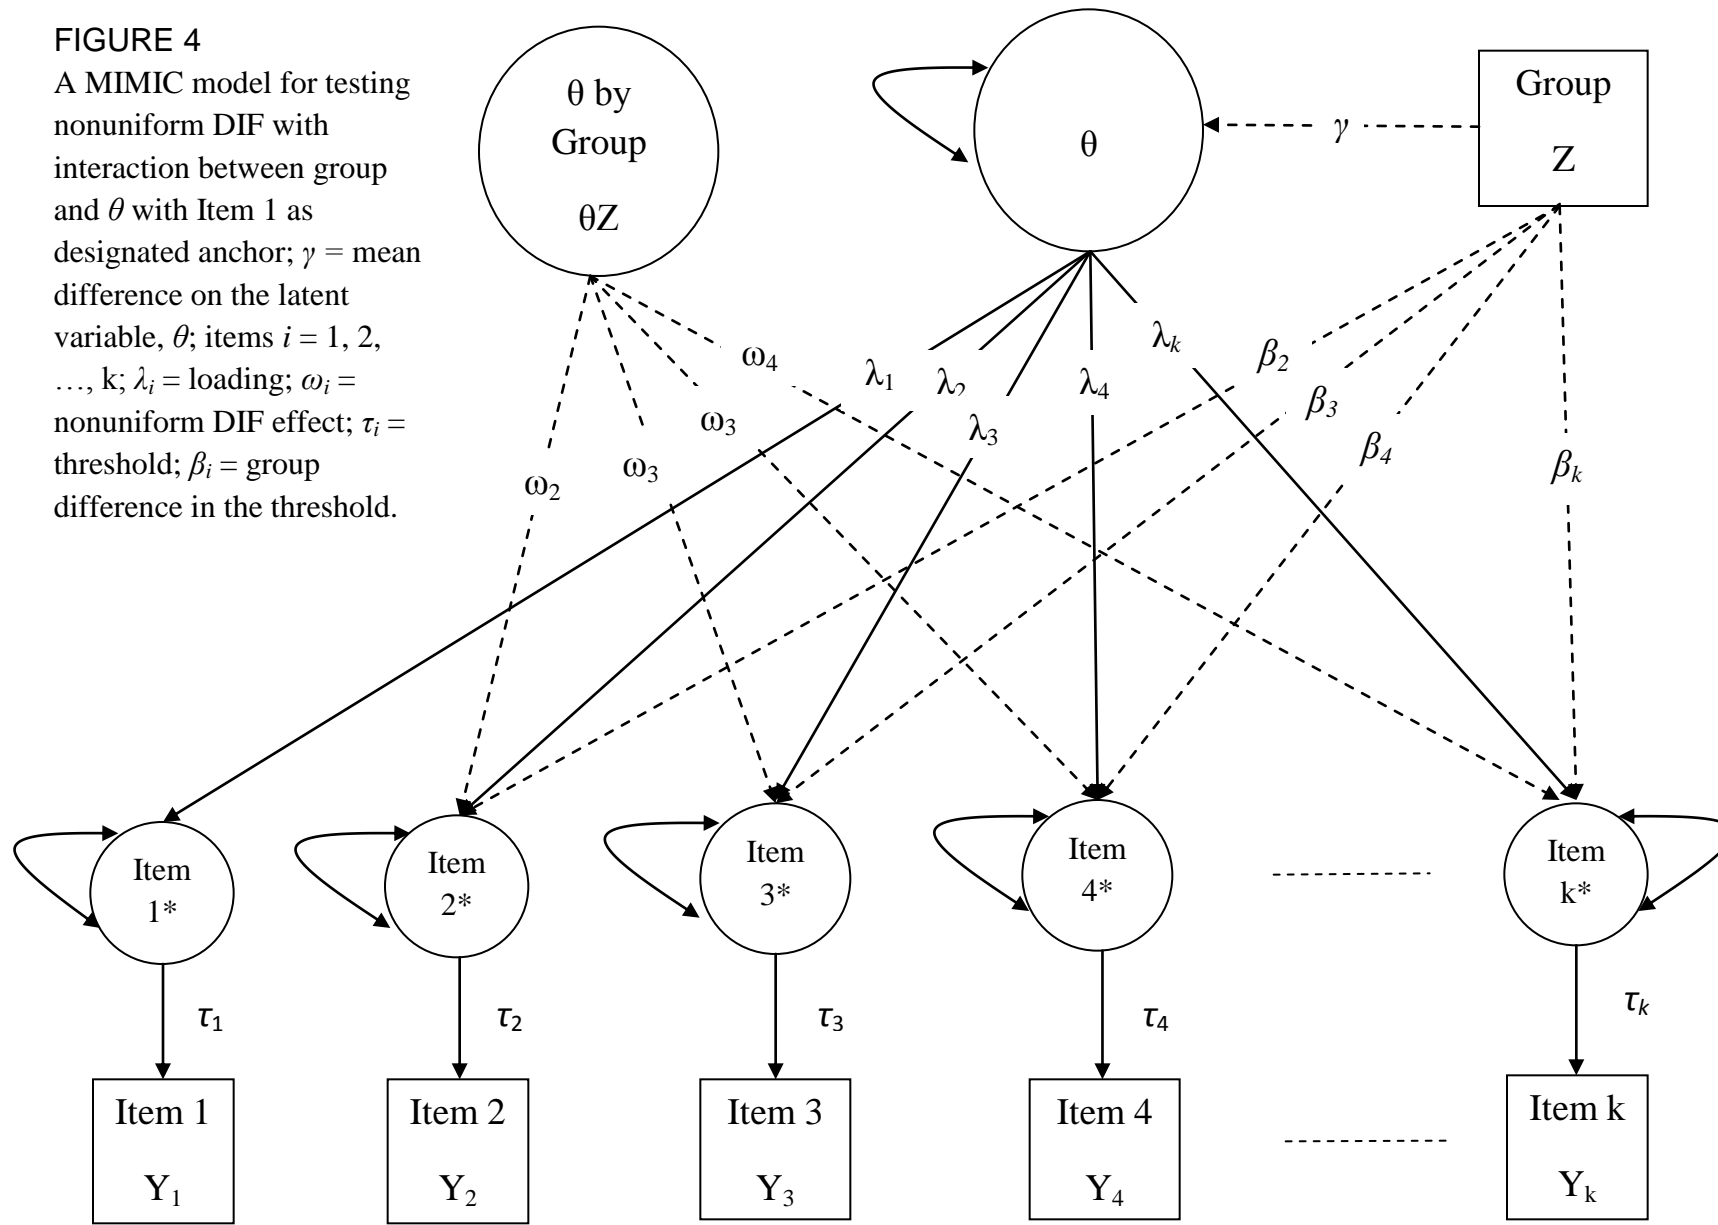 FIGURE 4
A MIMIC model for testing
nonuniform DIF with
interaction between group
and θ with Item 1 as
designated anchor; γ = mean
difference on the latent
variable, θ; items i = 1, 2,
…, k; λᵢ = loading; ωᵢ =
nonuniform DIF effect; τᵢ =
threshold; βᵢ = group
difference in the threshold.
θ by
Group
θZ
θ
γ
Group
Z
ω₄
λ₁
λ₂
λ₄
λₖ
β₂
β₃
ω₃
λ₃
β₄
ω₂
ω₃
βₖ
Item
1*
Item
2*
Item
3*
Item
4*
Item
k*
τ₁
τ₂
τ₃
τ₄
τₖ
Item 1
Y₁
Item 2
Y₂
Item 3
Y₃
Item 4
Y₄
Item k
Yₖ